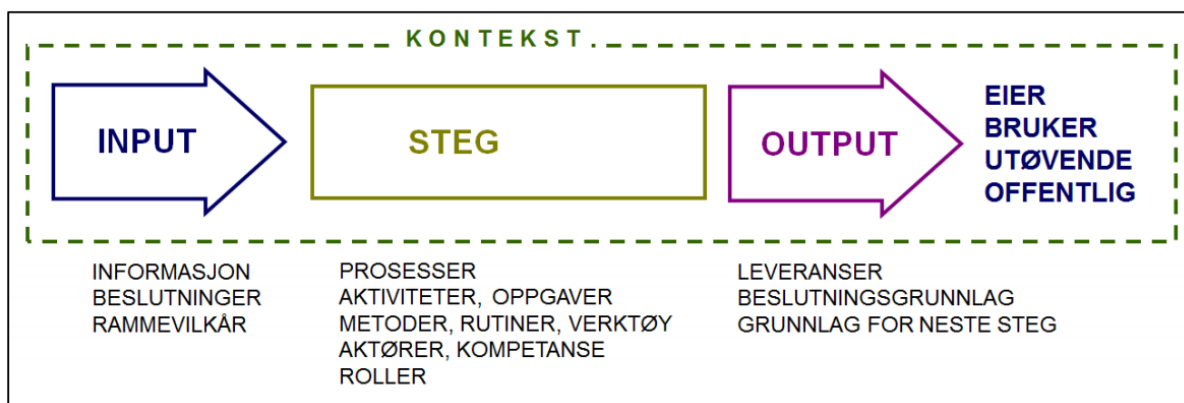 KONTEKST
INPUT
STEG
OUTPUT
EIER
BRUKER
UTØVENDE
OFFENTLIG
INFORMASJON
BESLUTNINGER
RAMMEVILKÅR
PROSESSER
AKTIVITETER, OPPGAVER
METODER, RUTINER, VERKTØY
AKTØRER, KOMPETANSE
ROLLER
LEVERANSER
BESLUTNINGSGRUNNLAG
GRUNNLAG FOR NESTE STEG